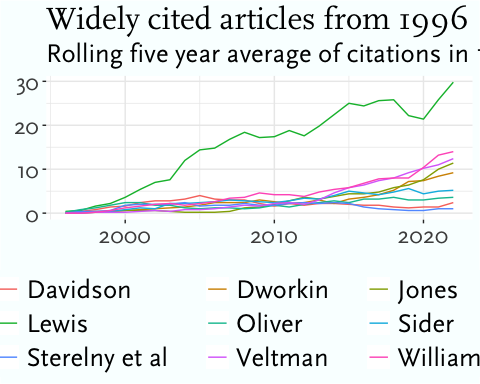 Widely cited articles from 1996
Rolling five year average of citations in
30
20
10
0
2000 2010 2020
Davidson Dworkin Jones
Lewis Oliver Sider
Sterelny et al Veltman William